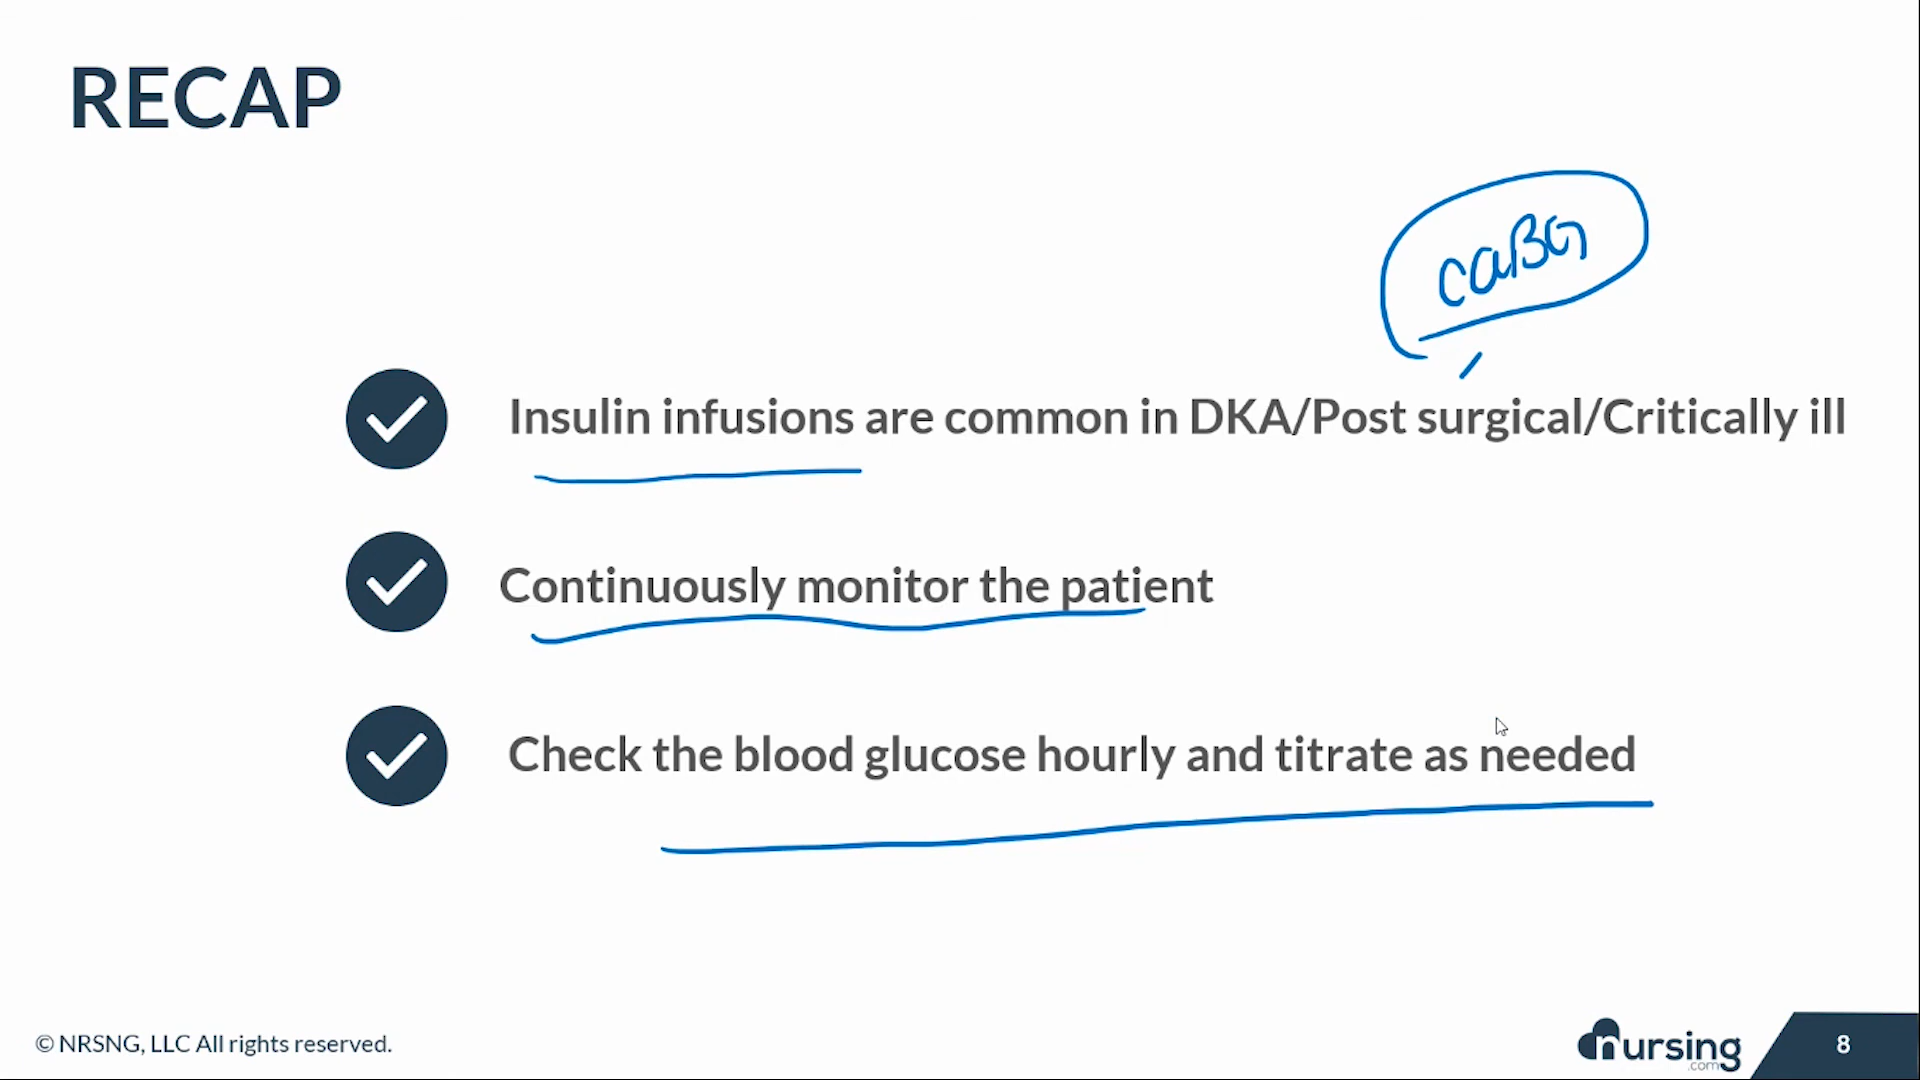 RECAP
CaBG
Insulin infusions are common in DKA/Post surgical/Critically ill
Continuously monitor the patient
Check the blood glucose hourly and titrate as needed
© NRSNG, LLC All rights reserved.
nursing
.com
8